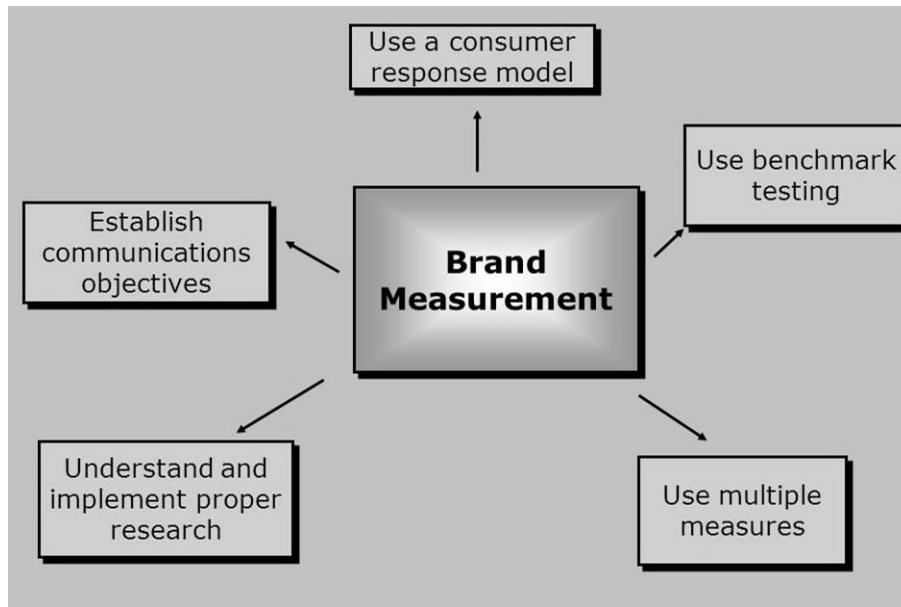 Use a consumer
response model
Use benchmark
testing
Establish
communications
objectives
Brand
Measurement
Understand and
implement proper
research
Use multiple
measures